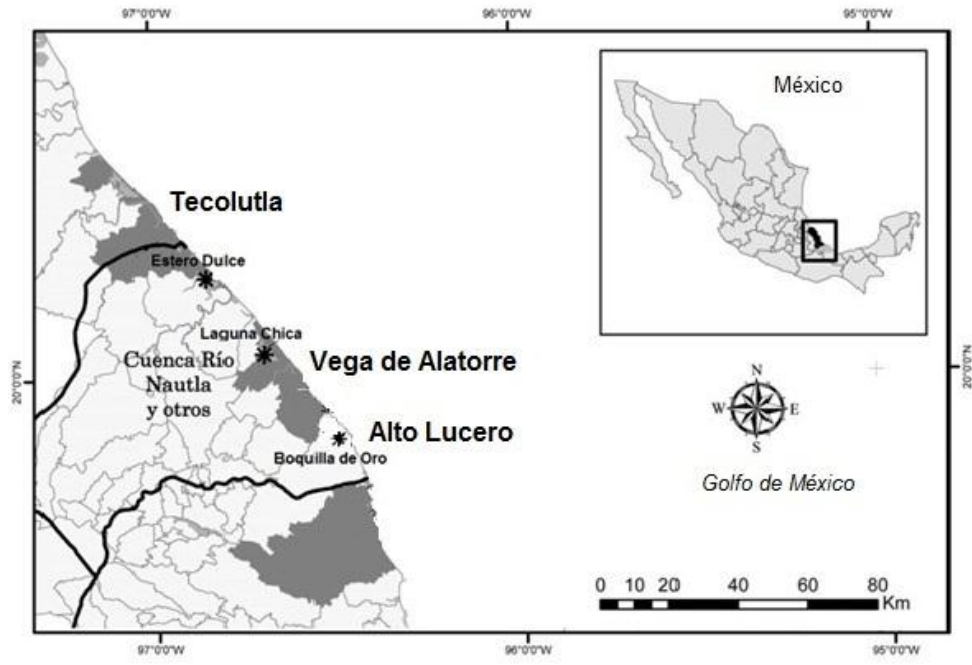 97°0'0"W
96°0'0"W
95°0'0"W
México
Tecolutla
Estero Dulce
Laguna Chica
Cuenca Río
Nautla
y otros
Vega de Alatorre
Alto Lucero
Boquilla de Oro
20°0'0"N
20°0'0"N
N
W
E
S
Golfo de México
0 10 20 40 60 80
Km
97°0'0"W
96°0'0"W
95°0'0"W